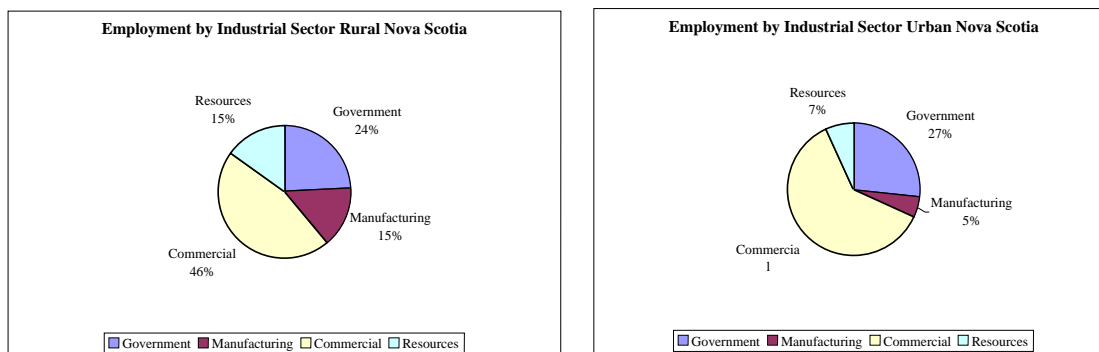 Employment by Industrial Sector Rural Nova Scotia
Resources
15%
Government
24%
Manufacturing
15%
Commercial
46%
Government Manufacturing Commercial Resources
Employment by Industrial Sector Urban Nova Scotia
Resources
7%
Government
27%
Manufacturing
5%
Commercia
l
Government Manufacturing Commercial Resources